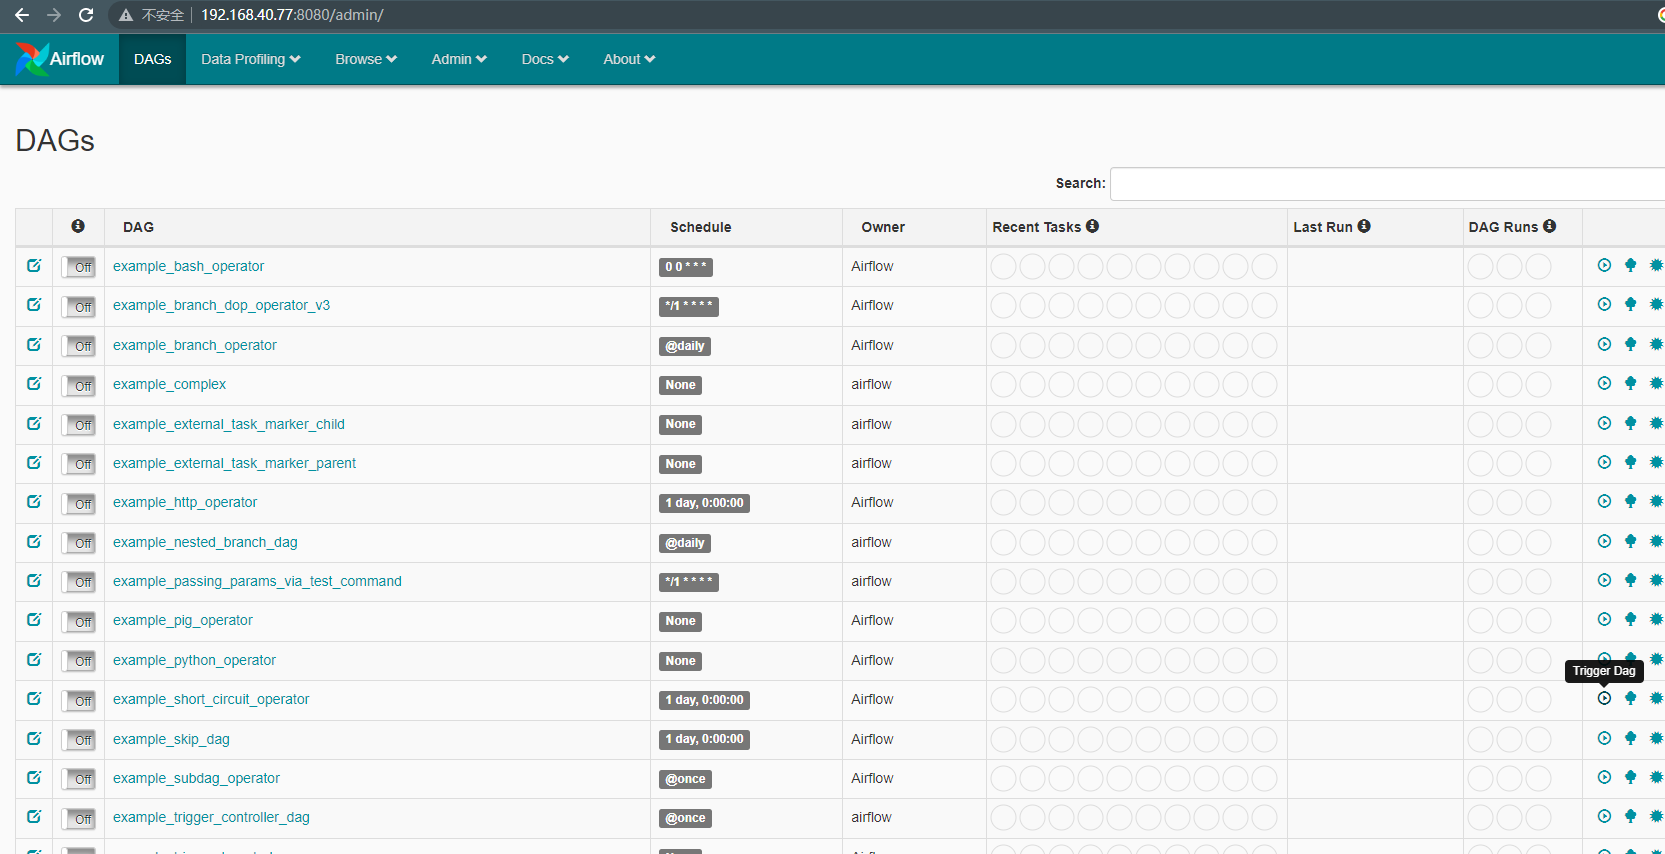 不安全 192.168.40.77:8080/admin/
Airflow DAGs Data Profiling Browse Admin Docs About
DAGs
Search:
DAG Schedule Owner Recent Tasks Last Run DAG Runs
Off example_bash_operator 0 0 * * * Airflow
Off example_branch_dop_operator_v3 */1 * * * * Airflow
Off example_branch_operator @daily Airflow
Off example_complex None airflow
Off example_external_task_marker_child None airflow
Off example_external_task_marker_parent None airflow
Off example_http_operator 1 day, 0:00:00 Airflow
Off example_nested_branch_dag @daily airflow
Off example_passing_params_via_test_command */1 * * * * airflow
Off example_pig_operator None Airflow
Off example_python_operator None Airflow
Trigger Dag
Off example_short_circuit_operator 1 day, 0:00:00 Airflow
Off example_skip_dag 1 day, 0:00:00 Airflow
Off example_subdag_operator @once Airflow
Off example_trigger_controller_dag @once airflow